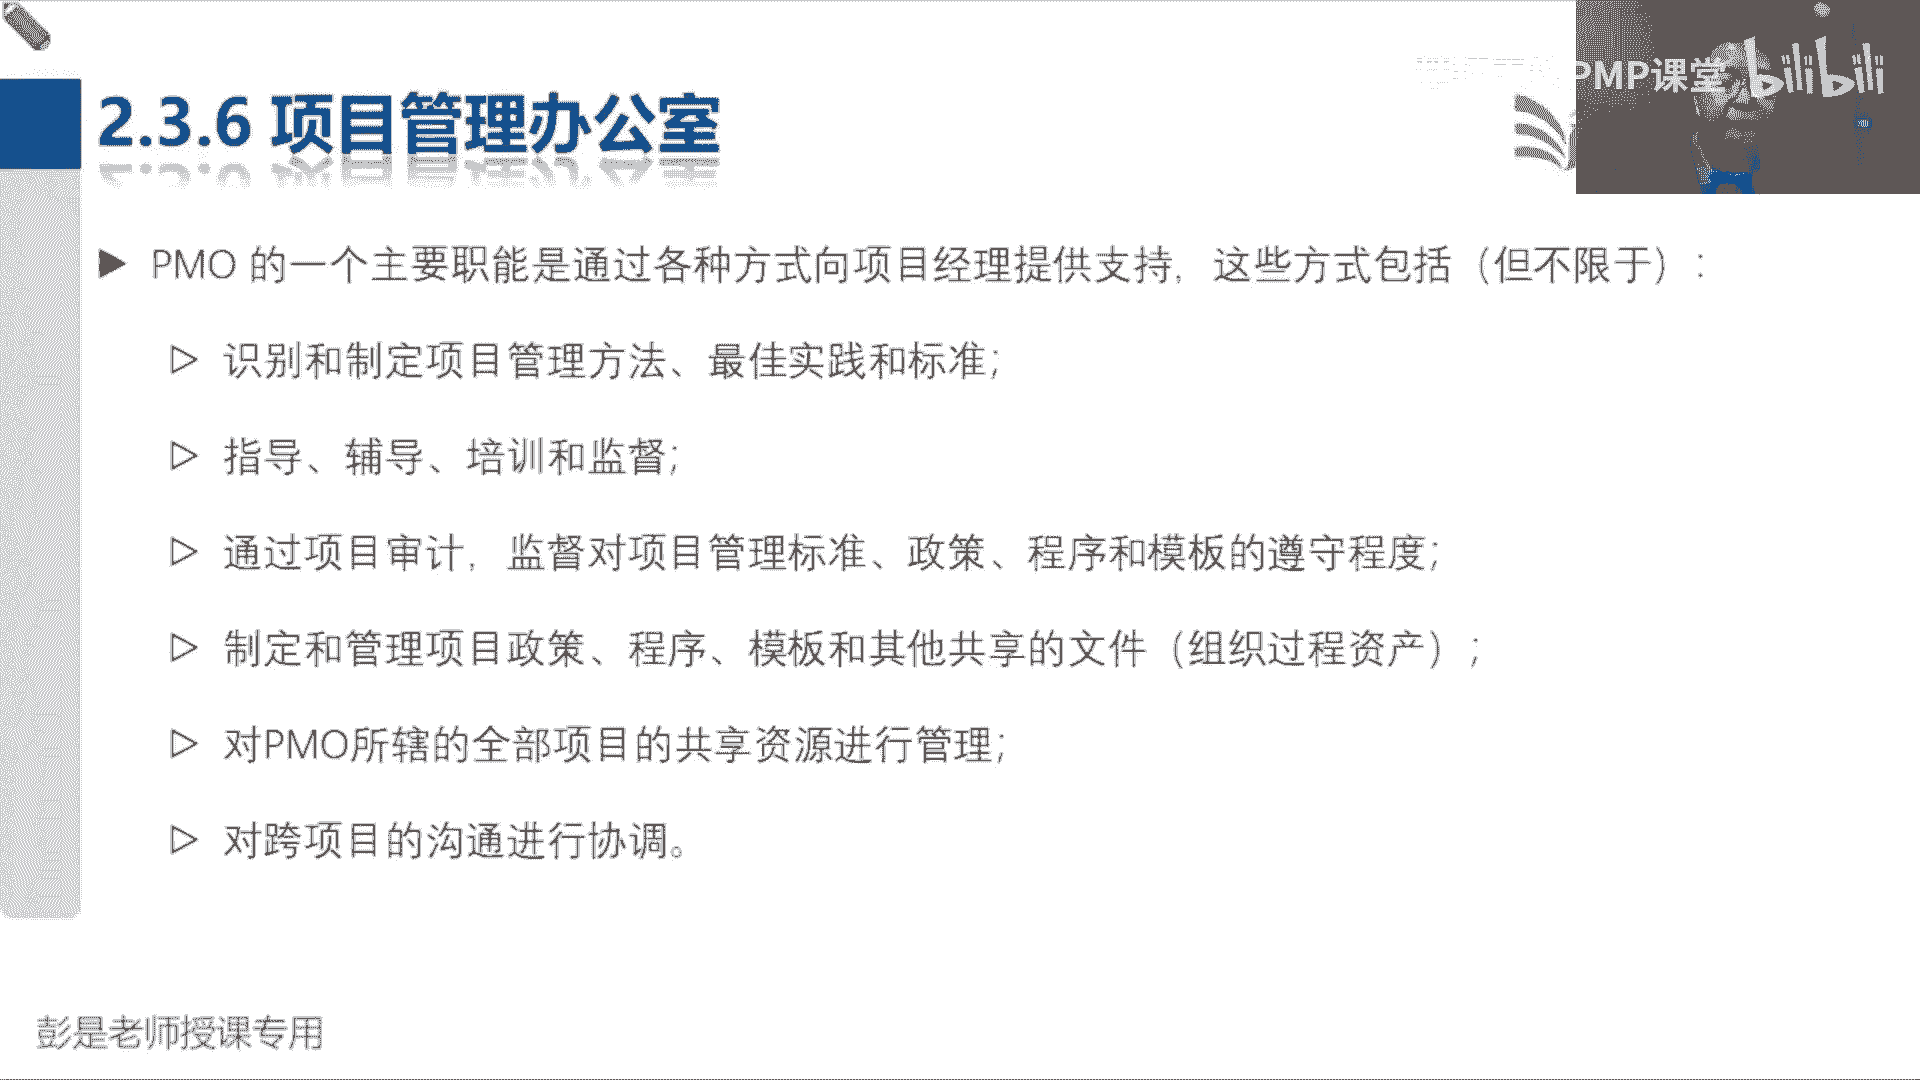 PMP课堂 bilibili
2.3.6 项目管理办公室
PMO 的一个主要职能是通过各种方式向项目经理提供支持，这些方式包括（但不限于）：
识别和制定项目管理方法、最佳实践和标准；
指导、辅导、培训和监督；
通过项目审计，监督对项目管理标准、政策、程序和模板的遵守程度；
制定和管理项目政策、程序、模板和其他共享的文件（组织过程资产）；
对PMO所辖的全部项目的共享资源进行管理；
对跨项目的沟通进行协调。
彭是老师授课专用